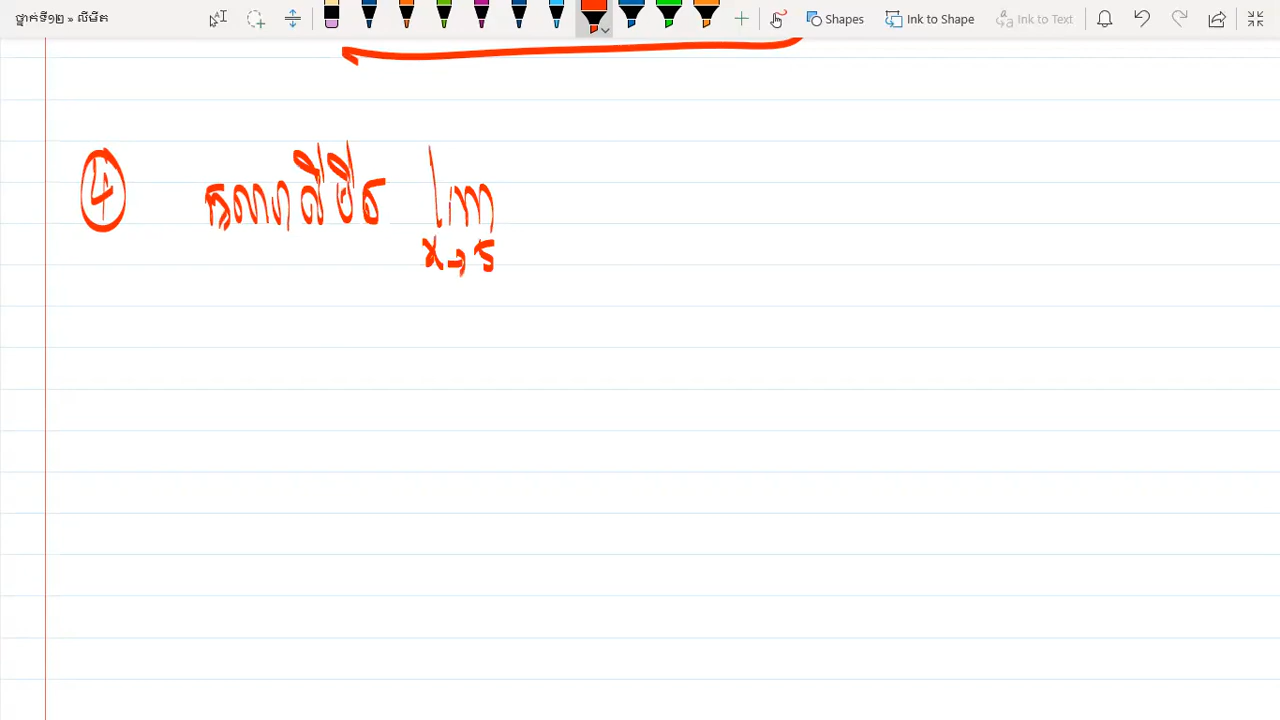 ថ្នាក់ទី១២ » លីមីត
Shapes
Ink to Shape
Ink to Text
④ គណនាលីមីត lim
x→5